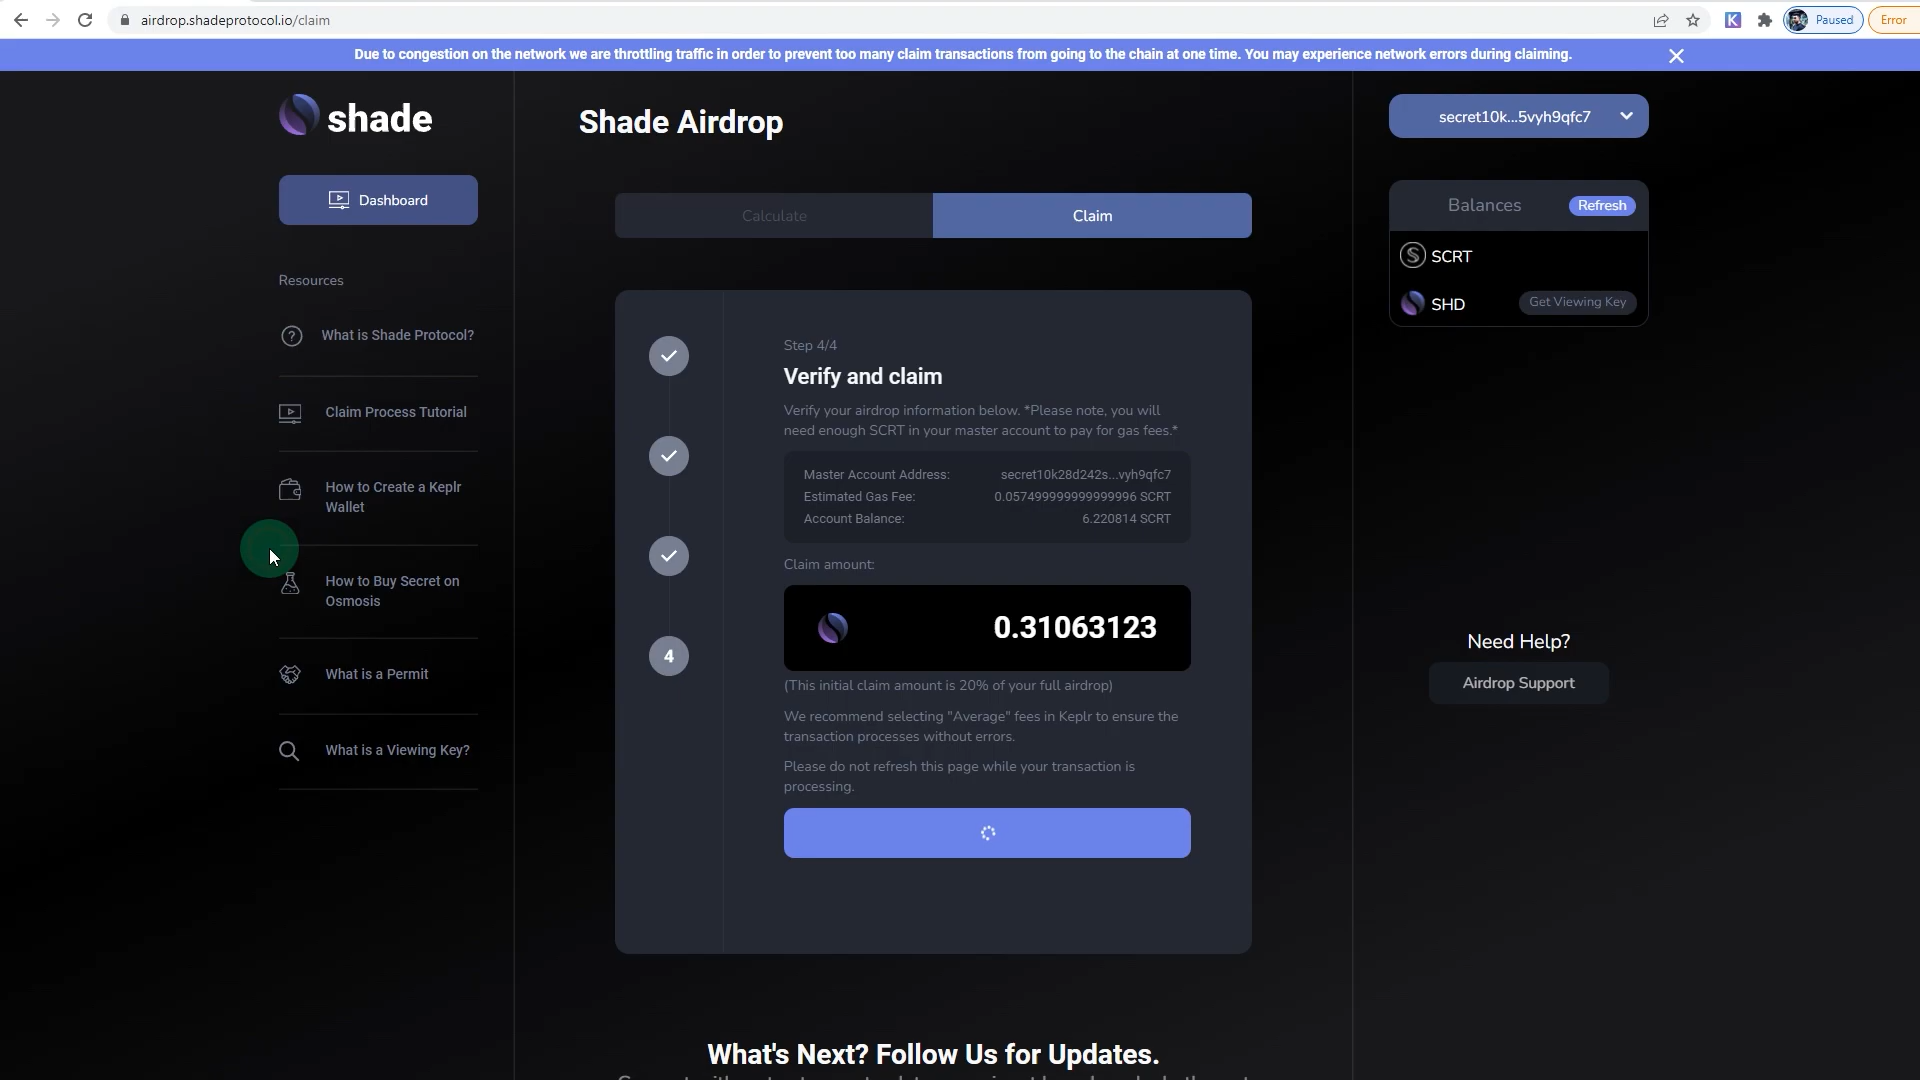 airdrop.shadeprotocol.io/claim
K
Paused
Error
Due to congestion on the network we are throttling traffic in order to prevent too many claim transactions from going to the chain at one time. You may experience network errors during claiming.
shade
Dashboard
Resources
What is Shade Protocol?
Claim Process Tutorial
How to Create a Keplr
Wallet
How to Buy Secret on
Osmosis
What is a Permit
What is a Viewing Key?
Shade Airdrop
Calculate
Claim
4
Step 4/4
Verify and claim
Verify your airdrop information below. *Please note, you will
need enough SCRT in your master account to pay for gas fees.*
Master Account Address: secret10k28d242s...vyh9qfc7
Estimated Gas Fee: 0.057499999999999996 SCRT
Account Balance: 6.220814 SCRT
Claim amount:
0.31063123
(This initial claim amount is 20% of your full airdrop)
We recommend selecting "Average" fees in Keplr to ensure the
transaction processes without errors.
Please do not refresh this page while your transaction is
processing.
What's Next? Follow Us for Updates.
secret10k...5vyh9qfc7
Balances
Refresh
SCRT
SHD
Get Viewing Key
Need Help?
Airdrop Support